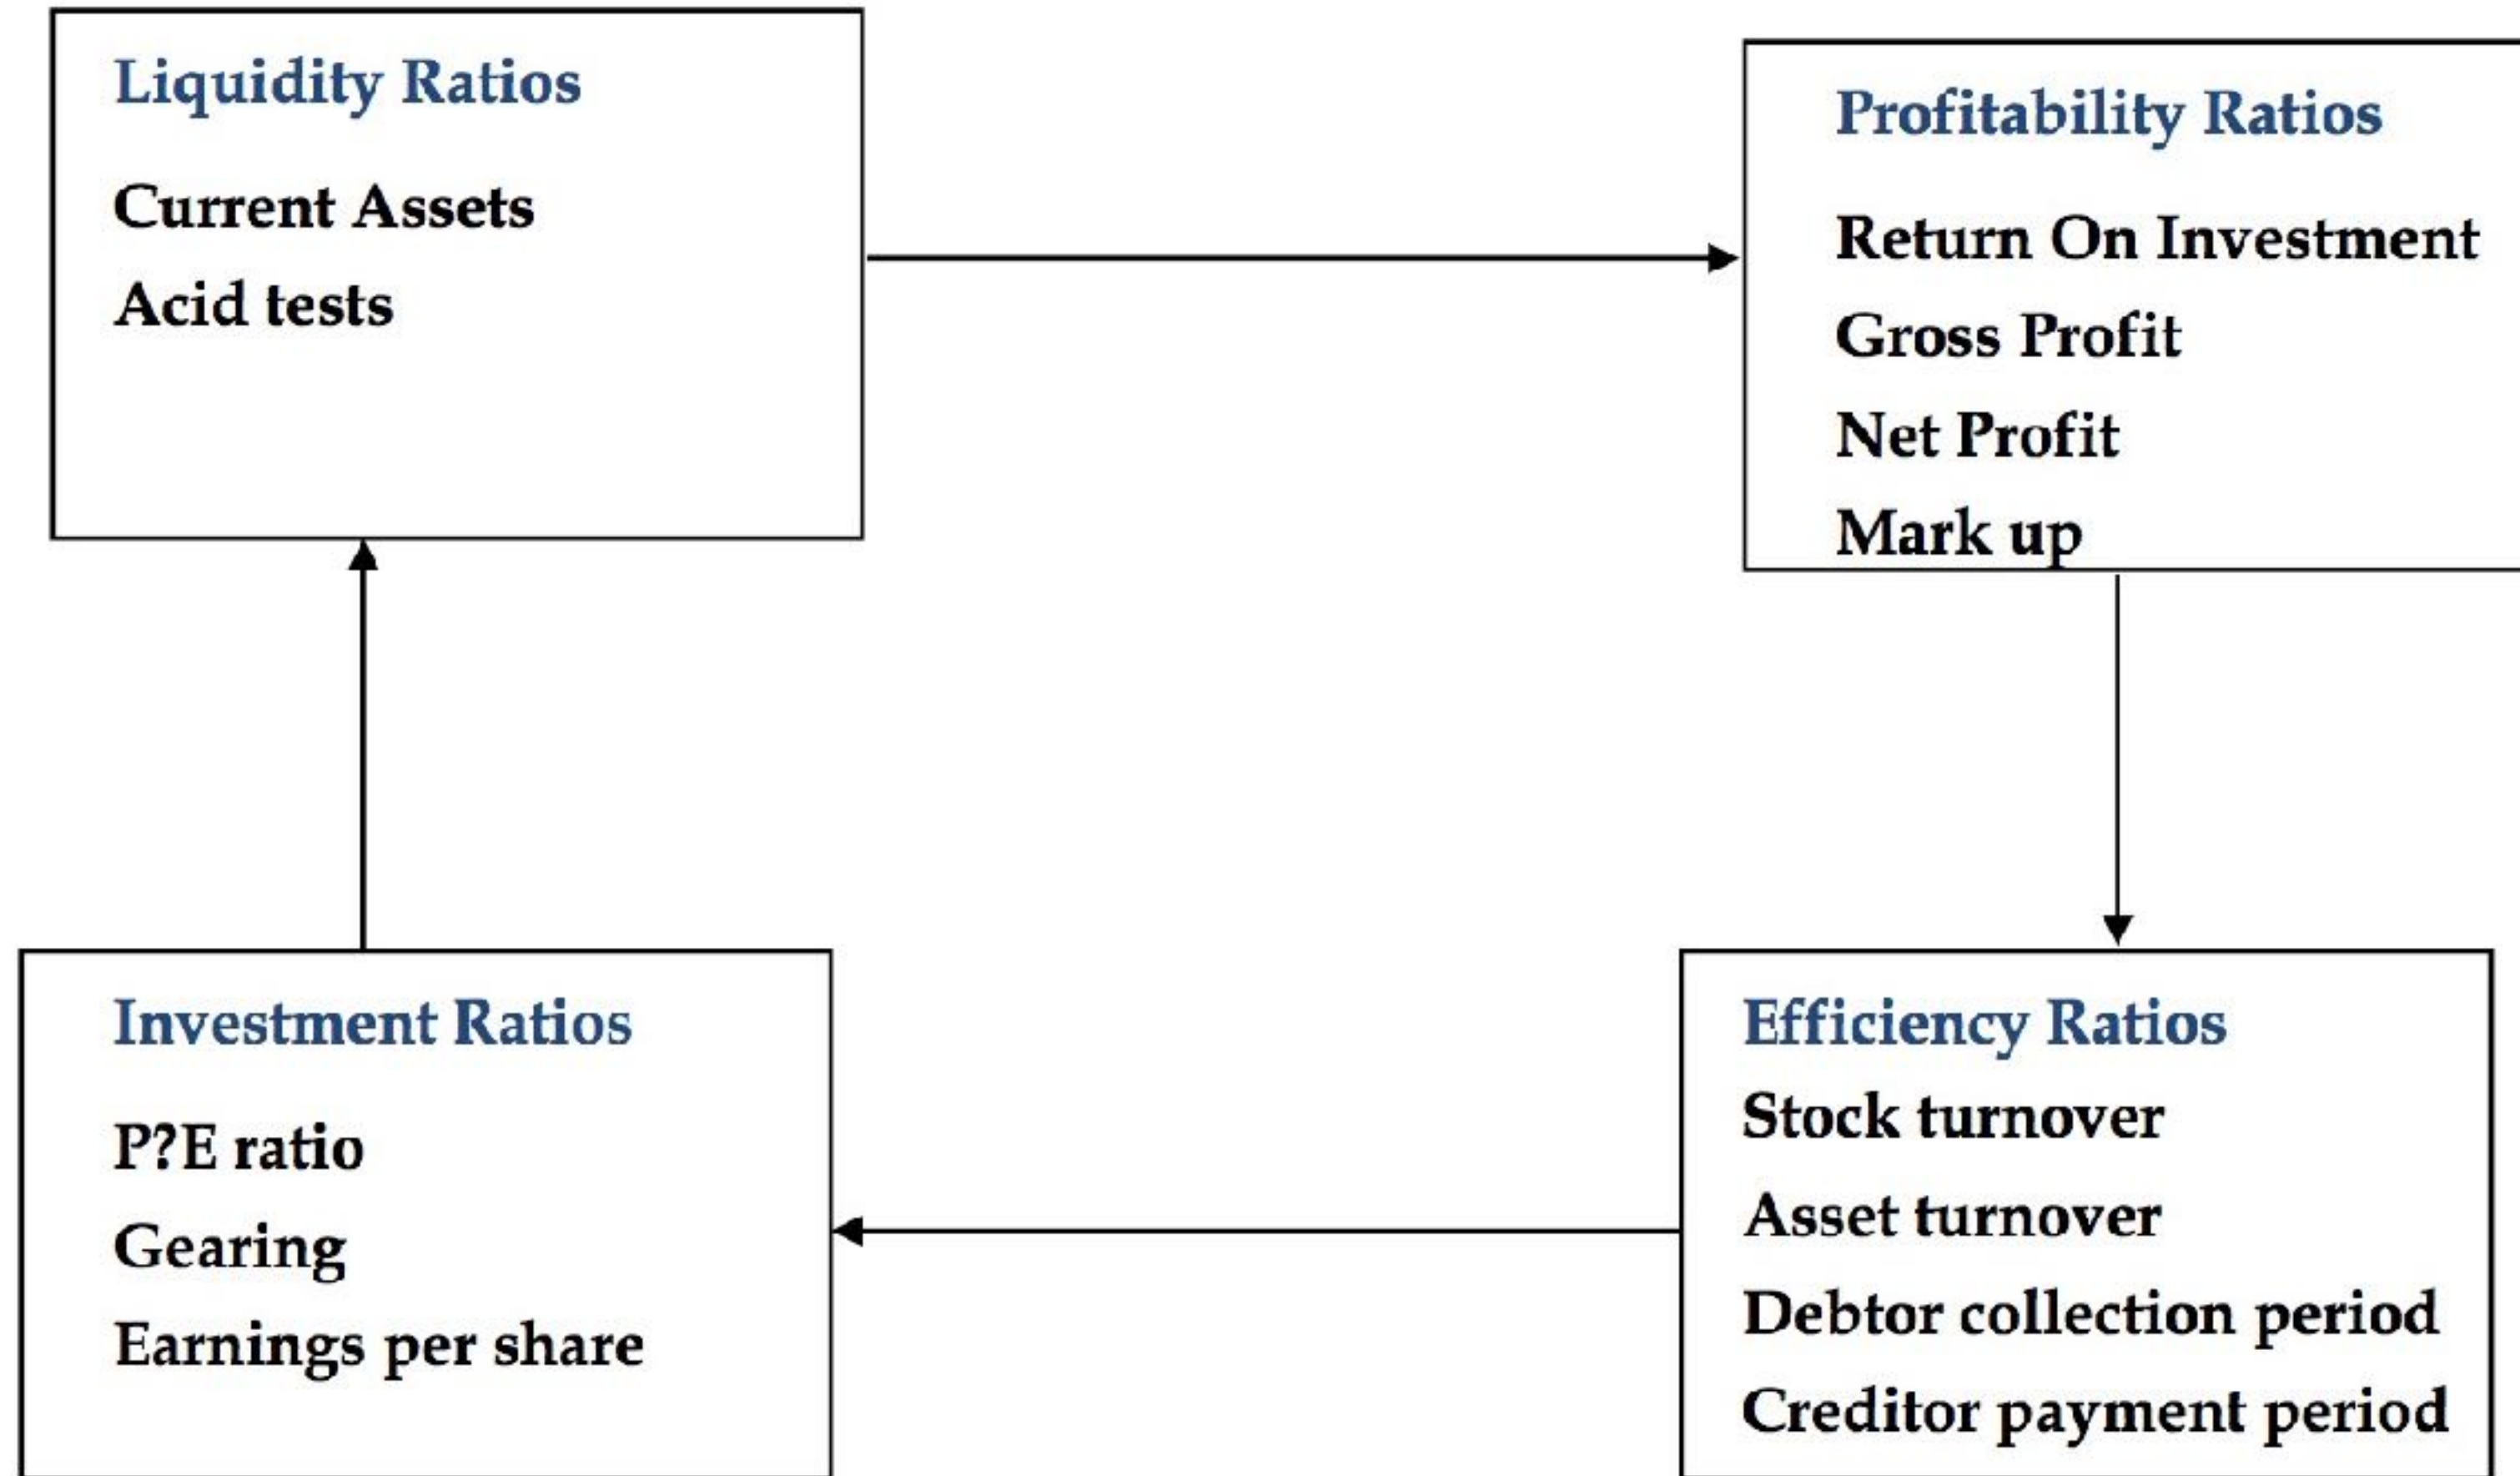 Liquidity Ratios
Current Assets
Acid tests
Profitability Ratios
Return On Investment
Gross Profit
Net Profit
Mark up
Investment Ratios
P?E ratio
Gearing
Earnings per share
Efficiency Ratios
Stock turnover
Asset turnover
Debtor collection period
Creditor payment period